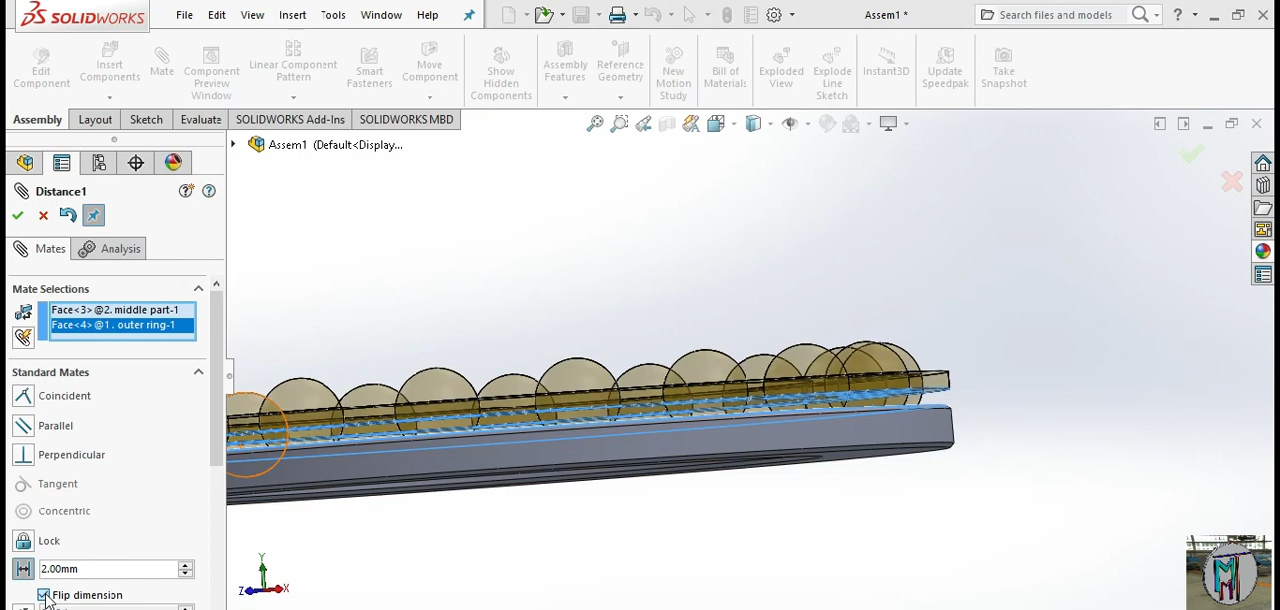 SOLIDWORKS File Edit View Insert Tools Window Help Assem1 * Search files and models ?
Edit Component
Insert Components
Mate
Component Preview Window
Linear Component Pattern
Smart Fasteners
Move Component
Show Hidden Components
Assembly Features
Reference Geometry
New Motion Study
Bill of Materials
Exploded View
Explode Line Sketch
Instant3D
Update Speedpak
Take Snapshot
Assembly Layout Sketch Evaluate SOLIDWORKS Add-Ins SOLIDWORKS MBD
Assem1 (Default<Display...
Distance1
Mates Analysis
Mate Selections
Face<3>@2. middle part-1
Face<4>@1. outer ring-1
Standard Mates
Coincident
Parallel
Perpendicular
Tangent
Concentric
Lock
2.00mm
Flip dimension
Y
Z X